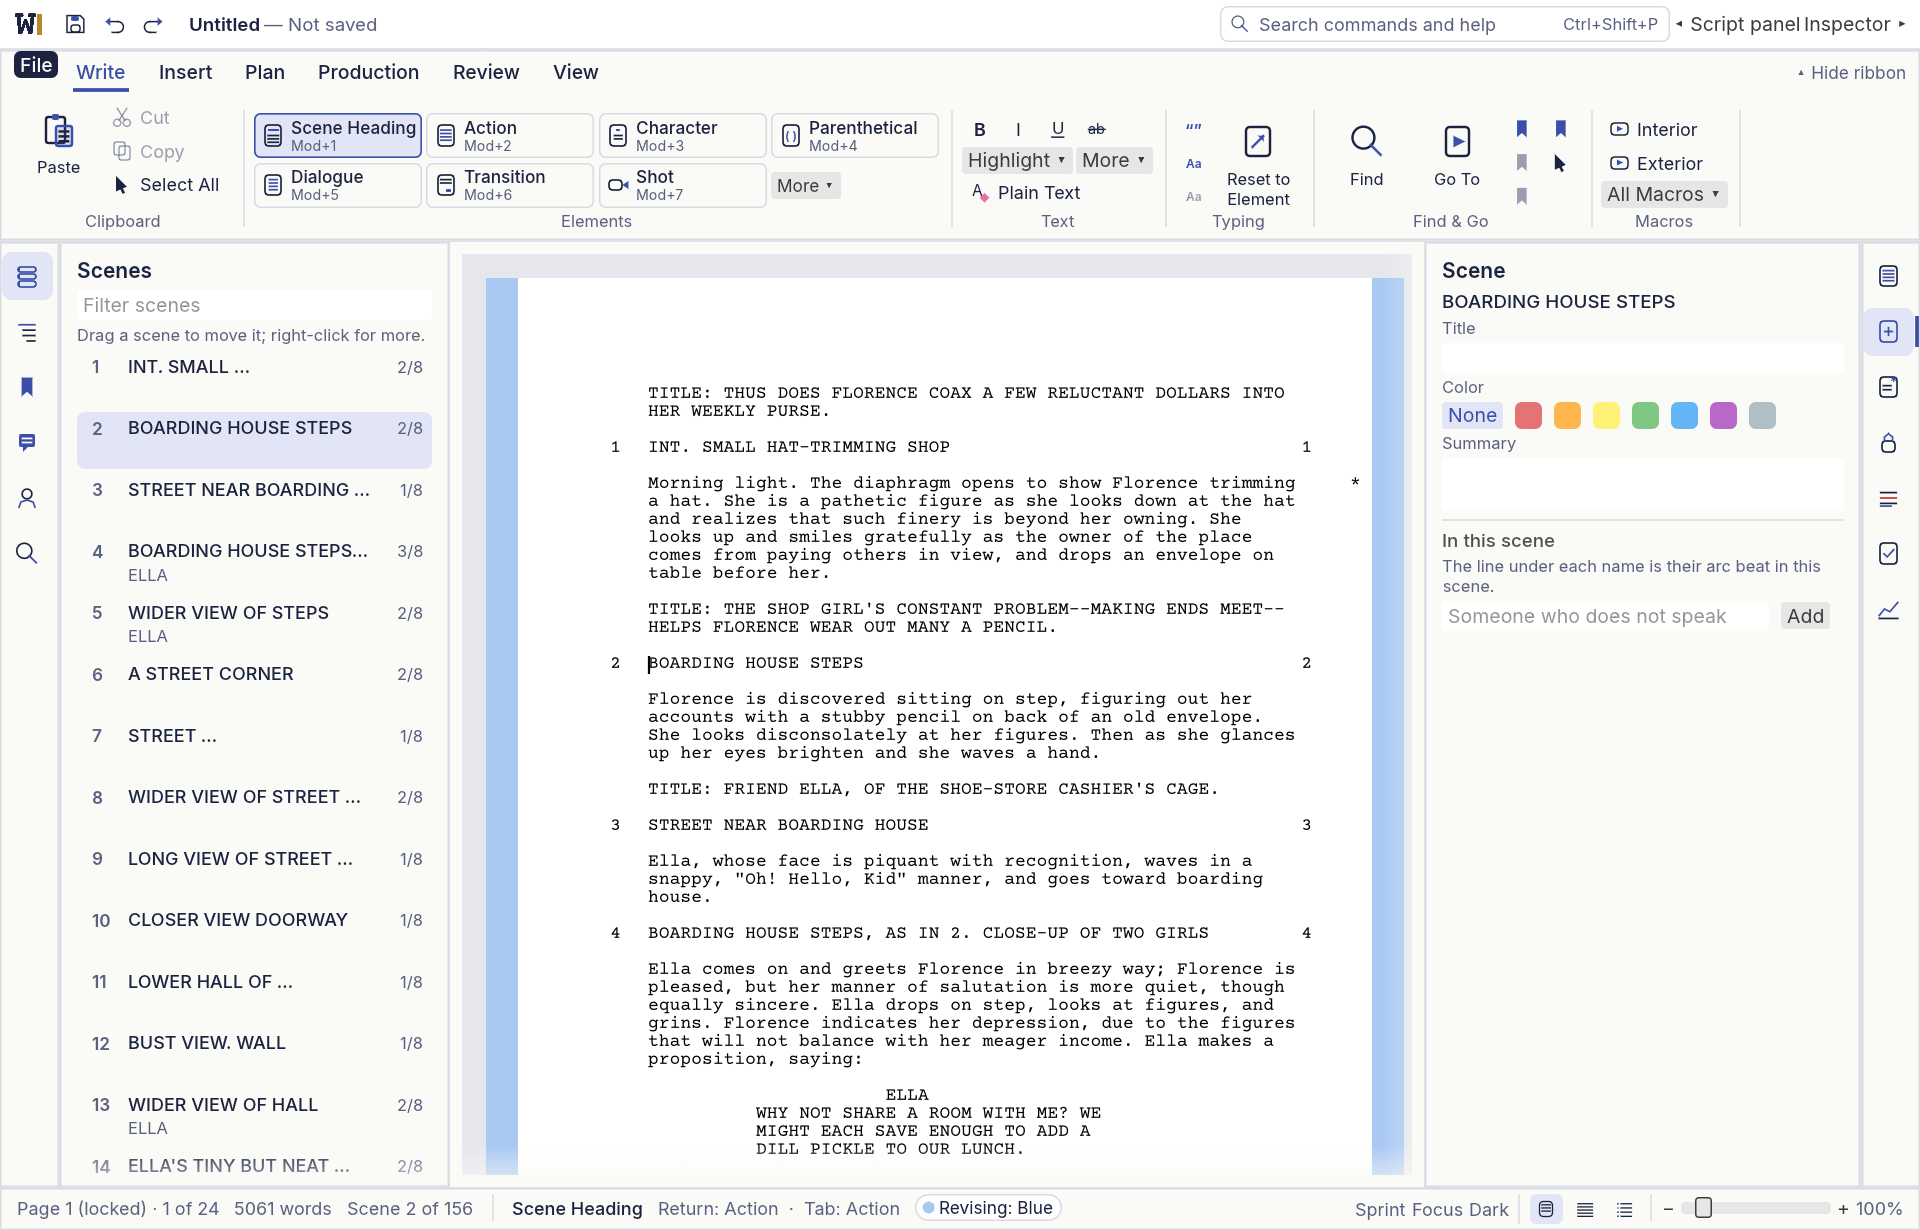 WI Untitled — Not saved Search commands and help Ctrl+Shift+P Script panel Inspector
File Write Insert Plan Production Review View Hide ribbon
Paste
Cut
Copy
Select All
Clipboard
Scene Heading
Mod+1
Action
Mod+2
Character
Mod+3
Parenthetical
Mod+4
Dialogue
Mod+5
Transition
Mod+6
Shot
Mod+7
More
Elements
B I U ab
Highlight More
A Plain Text
Text
“”
Aa
Aa
Reset to
Element
Typing
Find
Go To
Find & Go
Interior
Exterior
All Macros
Macros
Scenes
Filter scenes
Drag a scene to move it; right-click for more.
1 INT. SMALL ... 2/8
2 BOARDING HOUSE STEPS 2/8
3 STREET NEAR BOARDING ... 1/8
4 BOARDING HOUSE STEPS... 3/8
ELLA
5 WIDER VIEW OF STEPS 2/8
ELLA
6 A STREET CORNER 2/8
7 STREET ... 1/8
8 WIDER VIEW OF STREET ... 2/8
9 LONG VIEW OF STREET ... 1/8
10 CLOSER VIEW DOORWAY 1/8
11 LOWER HALL OF ... 1/8
12 BUST VIEW. WALL 1/8
13 WIDER VIEW OF HALL 2/8
ELLA
14 ELLA'S TINY BUT NEAT ... 2/8
TITLE: THUS DOES FLORENCE COAX A FEW RELUCTANT DOLLARS INTO
HER WEEKLY PURSE.
1 INT. SMALL HAT-TRIMMING SHOP 1
Morning light. The diaphragm opens to show Florence trimming *
a hat. She is a pathetic figure as she looks down at the hat
and realizes that such finery is beyond her owning. She
looks up and smiles gratefully as the owner of the place
comes from paying others in view, and drops an envelope on
table before her.
TITLE: THE SHOP GIRL'S CONSTANT PROBLEM--MAKING ENDS MEET--
HELPS FLORENCE WEAR OUT MANY A PENCIL.
2 BOARDING HOUSE STEPS 2
Florence is discovered sitting on step, figuring out her
accounts with a stubby pencil on back of an old envelope.
She looks disconsolately at her figures. Then as she glances
up her eyes brighten and she waves a hand.
TITLE: FRIEND ELLA, OF THE SHOE-STORE CASHIER'S CAGE.
3 STREET NEAR BOARDING HOUSE 3
Ella, whose face is piquant with recognition, waves in a
snappy, "Oh! Hello, Kid" manner, and goes toward boarding
house.
4 BOARDING HOUSE STEPS, AS IN 2. CLOSE-UP OF TWO GIRLS 4
Ella comes on and greets Florence in breezy way; Florence is
pleased, but her manner of salutation is more quiet, though
equally sincere. Ella drops on step, looks at figures, and
grins. Florence indicates her depression, due to the figures
that will not balance with her meager income. Ella makes a
proposition, saying:
ELLA
WHY NOT SHARE A ROOM WITH ME? WE
MIGHT EACH SAVE ENOUGH TO ADD A
DILL PICKLE TO OUR LUNCH.
Scene
BOARDING HOUSE STEPS
Title
Color
None
Summary
In this scene
The line under each name is their arc beat in this
scene.
Someone who does not speak Add
Page 1 (locked) · 1 of 24 5061 words Scene 2 of 156 Scene Heading Return: Action · Tab: Action Revising: Blue Sprint Focus Dark − + 100%